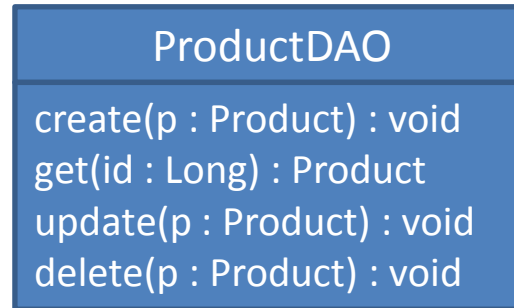 ProductDAO
create(p : Product) : void
get(id : Long) : Product
update(p : Product) : void
delete(p : Product) : void